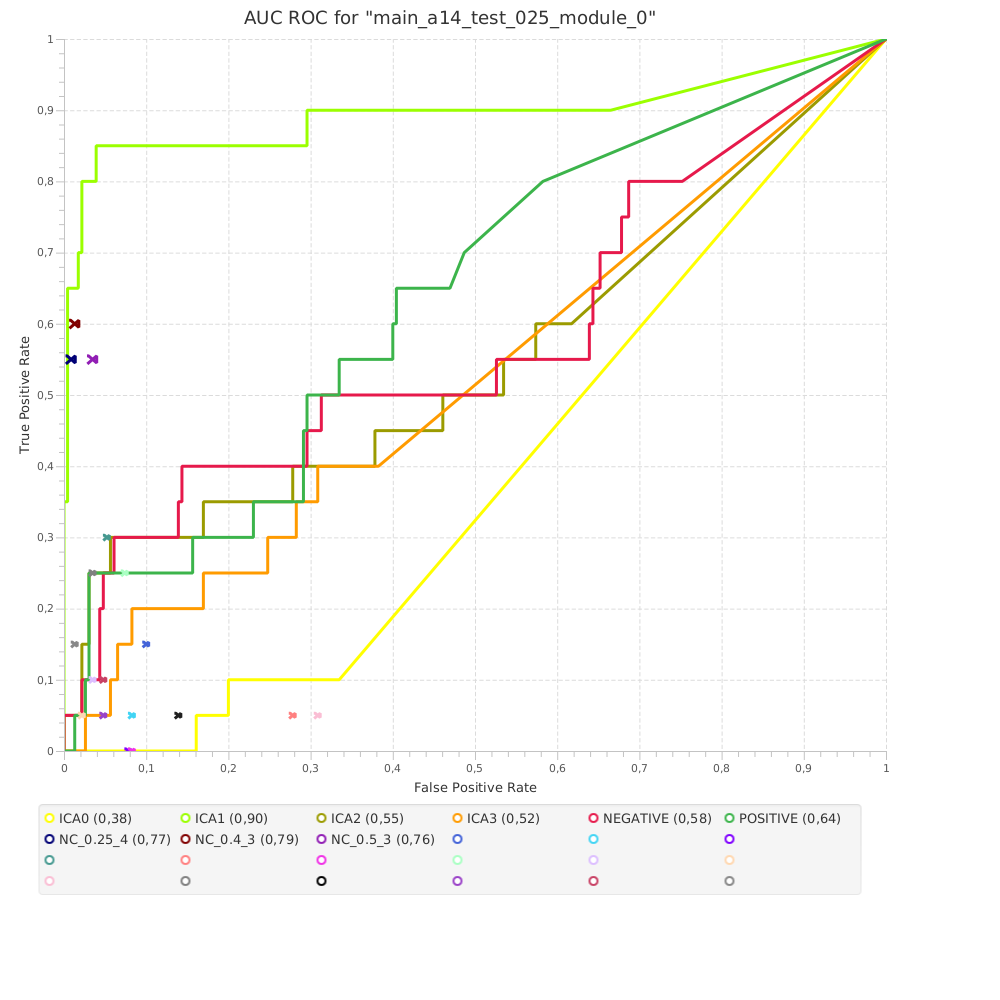 AUC ROC for "main_a14_test_025_module_0"
1
0,9
0,8
0,7
0,6
0,5
0,4
0,3
0,2
0,1
0
True Positive Rate
0 0,1 0,2 0,3 0,4 0,5 0,6 0,7 0,8 0,9 1
False Positive Rate
ICA0 (0,38) ICA1 (0,90) ICA2 (0,55) ICA3 (0,52) NEGATIVE (0,58) POSITIVE (0,64)
NC_0.25_4 (0,77) NC_0.4_3 (0,79) NC_0.5_3 (0,76)